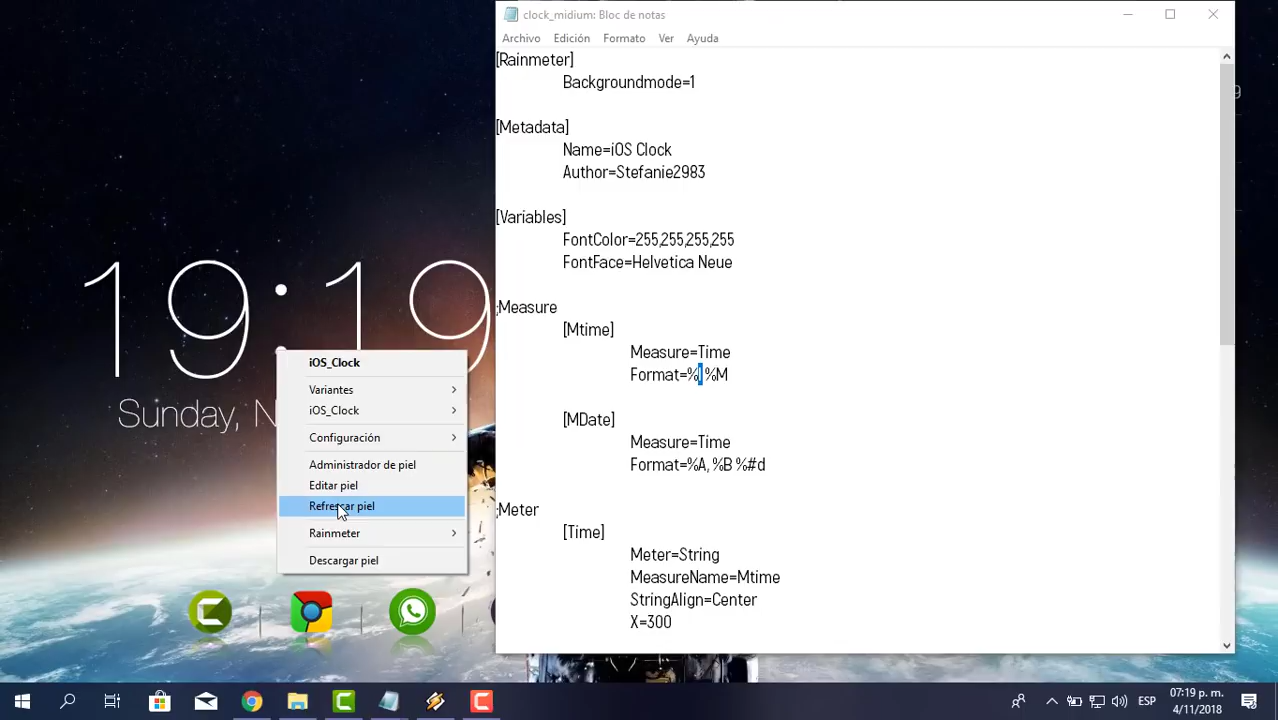 clock_midium: Bloc de notas
Archivo Edición Formato Ver Ayuda
[Rainmeter]
Backgroundmode=1
[Metadata]
Name=iOS Clock
Author=Stefanie2983
[Variables]
FontColor=255,255,255,255
FontFace=Helvetica Neue
;Measure
[Mtime]
Measure=Time
Format=%I %M
[MDate]
Measure=Time
Format=%A, %B %#d
;Meter
[Time]
Meter=String
MeasureName=Mtime
StringAlign=Center
X=300
19:19
Sunday, N
iOS_Clock
Variantes
iOS_Clock
Configuración
Administrador de piel
Editar piel
Refrescar piel
Rainmeter
Descargar piel
9
ESP
07:19 p. m.
4/11/2018